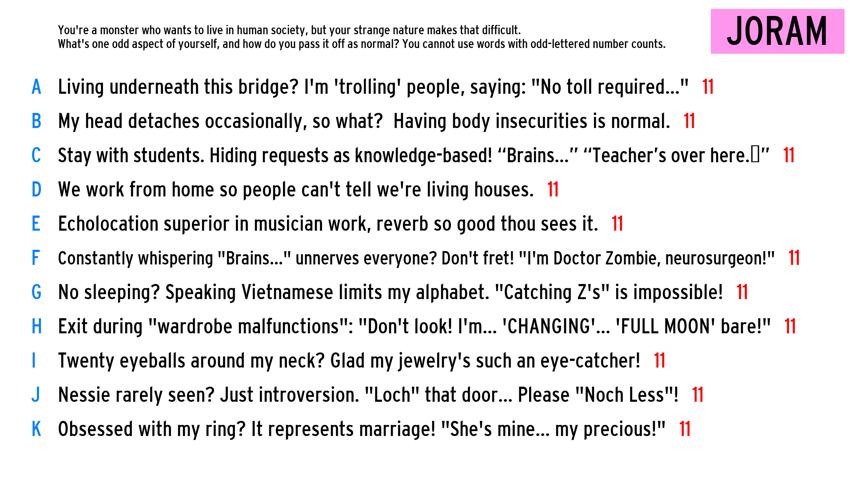 You're a monster who wants to live in human society, but your strange nature makes that difficult.
What's one odd aspect of yourself, and how do you pass it off as normal? You cannot use words with odd-lettered number counts.
JORAM
A Living underneath this bridge? I'm 'trolling' people, saying: "No toll required..." 11
B My head detaches occasionally, so what? Having body insecurities is normal. 11
C Stay with students. Hiding requests as knowledge-based! “Brains...” “Teacher’s over here.▯” 11
D We work from home so people can't tell we're living houses. 11
E Echolocation superior in musician work, reverb so good thou sees it. 11
F Constantly whispering "Brains..." unnerves everyone? Don't fret! "I'm Doctor Zombie, neurosurgeon!" 11
G No sleeping? Speaking Vietnamese limits my alphabet. "Catching Z's" is impossible! 11
H Exit during "wardrobe malfunctions": "Don't look! I'm... 'CHANGING'... 'FULL MOON' bare!" 11
I Twenty eyeballs around my neck? Glad my jewelry's such an eye-catcher! 11
J Nessie rarely seen? Just introversion. "Loch" that door... Please "Noch Less"! 11
K Obsessed with my ring? It represents marriage! "She's mine... my precious!" 11